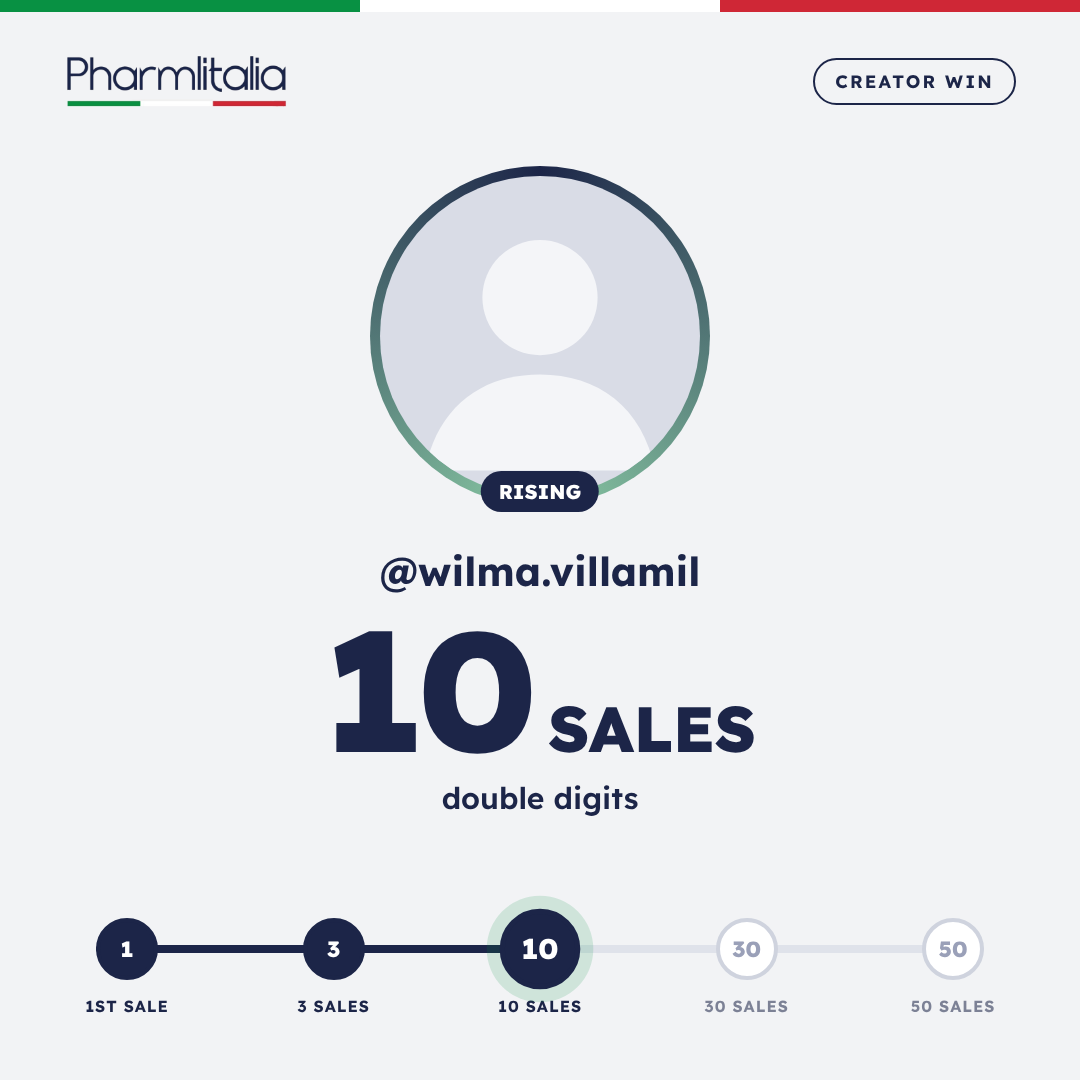 PharmItalia
CREATOR WIN
RISING
@wilma.villamil
10 SALES
double digits
1 3 10 30 50
1ST SALE 3 SALES 10 SALES 30 SALES 50 SALES